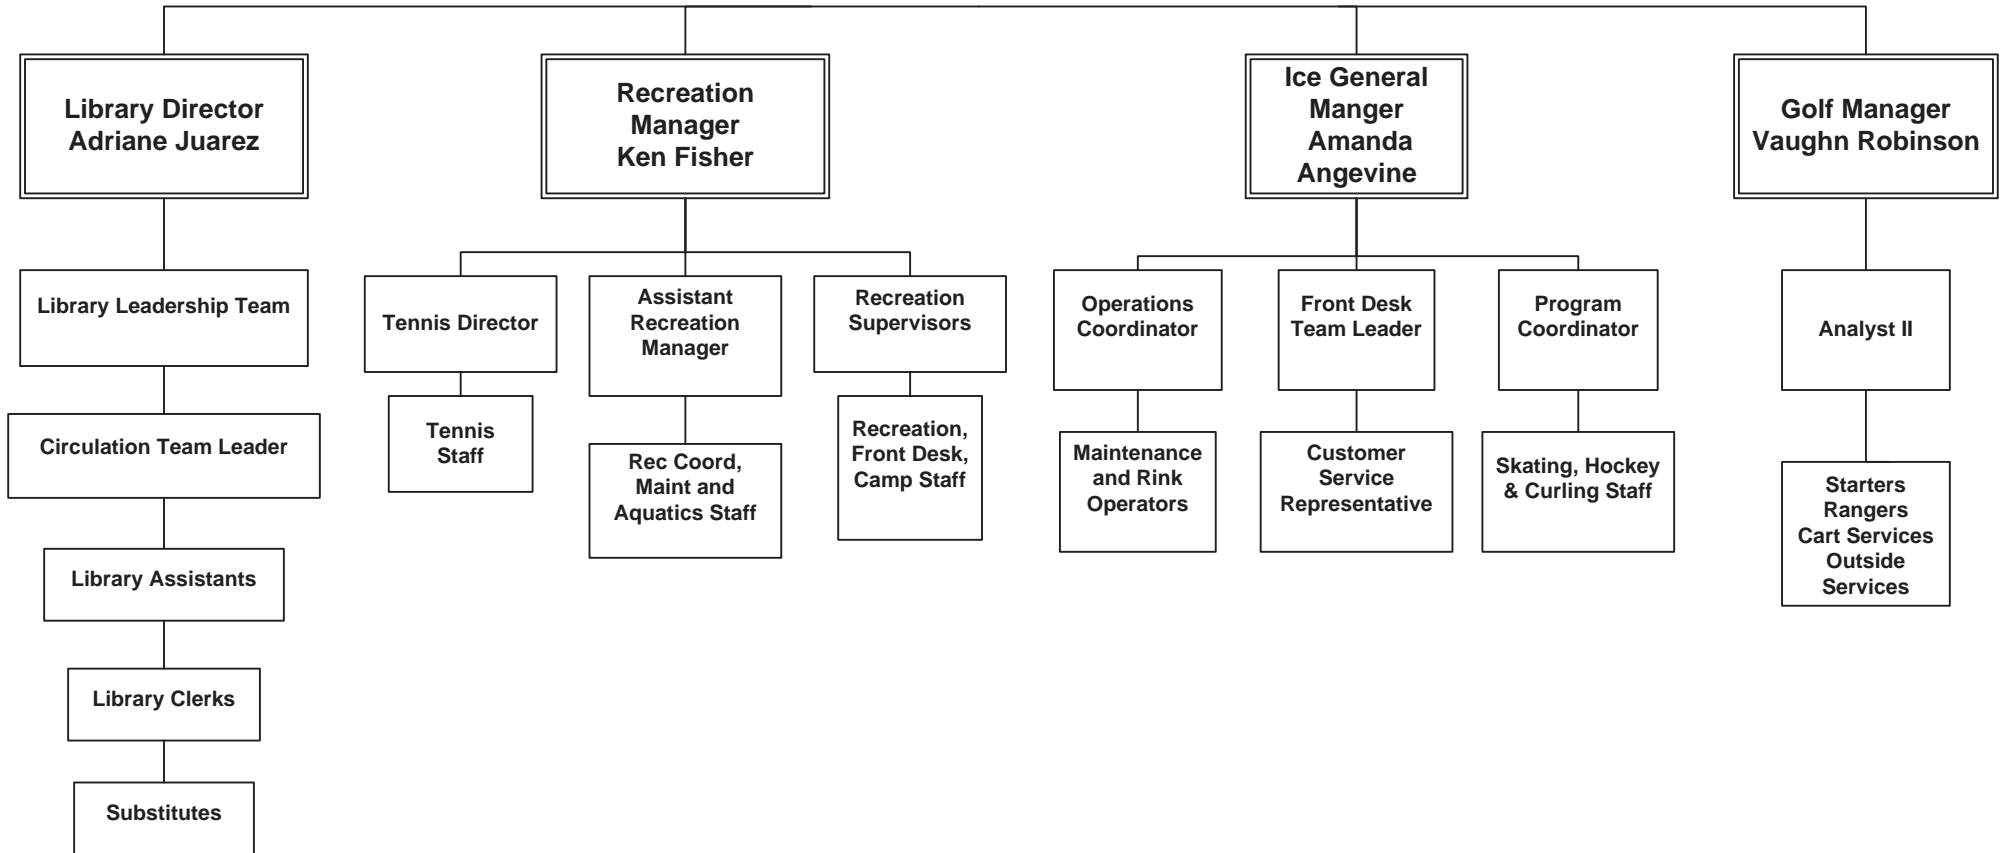 Library Director
Adriane Juarez
Recreation
Manager
Ken Fisher
Ice General
Manger
Amanda
Angevine
Golf Manager
Vaughn Robinson
Library Leadership Team
Circulation Team Leader
Library Assistants
Library Clerks
Substitutes
Tennis Director
Tennis
Staff
Assistant
Recreation
Manager
Rec Coord,
Maint and
Aquatics Staff
Recreation
Supervisors
Recreation,
Front Desk,
Camp Staff
Operations
Coordinator
Maintenance
and Rink
Operators
Front Desk
Team Leader
Customer
Service
Representative
Program
Coordinator
Skating, Hockey
& Curling Staff
Analyst II
Starters
Rangers
Cart Services
Outside
Services